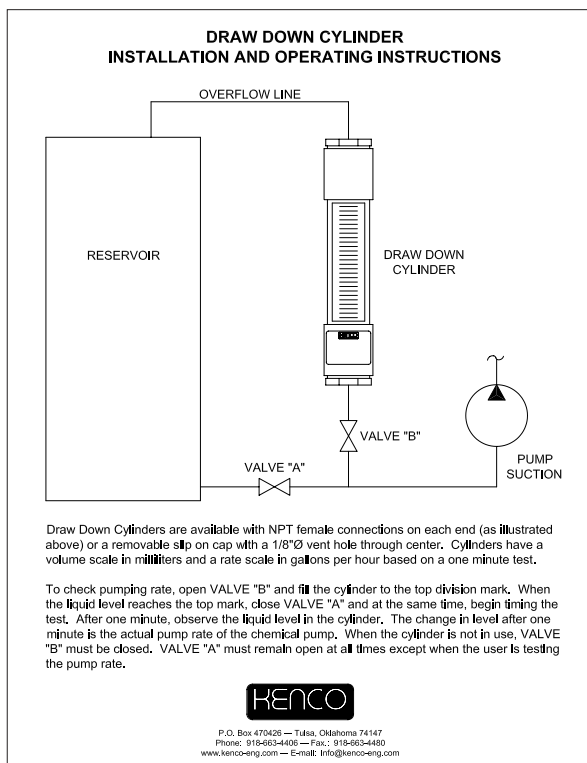 DRAW DOWN CYLINDER
INSTALLATION AND OPERATING INSTRUCTIONS
OVERFLOW LINE
RESERVOIR
DRAW DOWN
CYLINDER
VALVE "B"
VALVE "A"
PUMP
SUCTION
Draw Down Cylinders are available with NPT female connections on each end (as illustrated
above) or a removable slip on cap with a 1/8"Ø vent hole through center. Cylinders have a
volume scale in milliliters and a rate scale in gallons per hour based on a one minute test.
To check pumping rate, open VALVE "B" and fill the cylinder to the top division mark. When
the liquid level reaches the top mark, close VALVE "A" and at the same time, begin timing the
test. After one minute, observe the liquid level in the cylinder. The change in level after one
minute is the actual pump rate of the chemical pump. When the cylinder is not in use, VALVE
"B" must be closed. VALVE "A" must remain open at all times except when the user is testing
the pump rate.
KENCO
P.O. Box 470426 — Tulsa, Oklahoma 74147
Phone: 918-663-4406 — Fax.: 918-663-4480
www.kenco-eng.com — E-mail: Info@kenco-eng.com